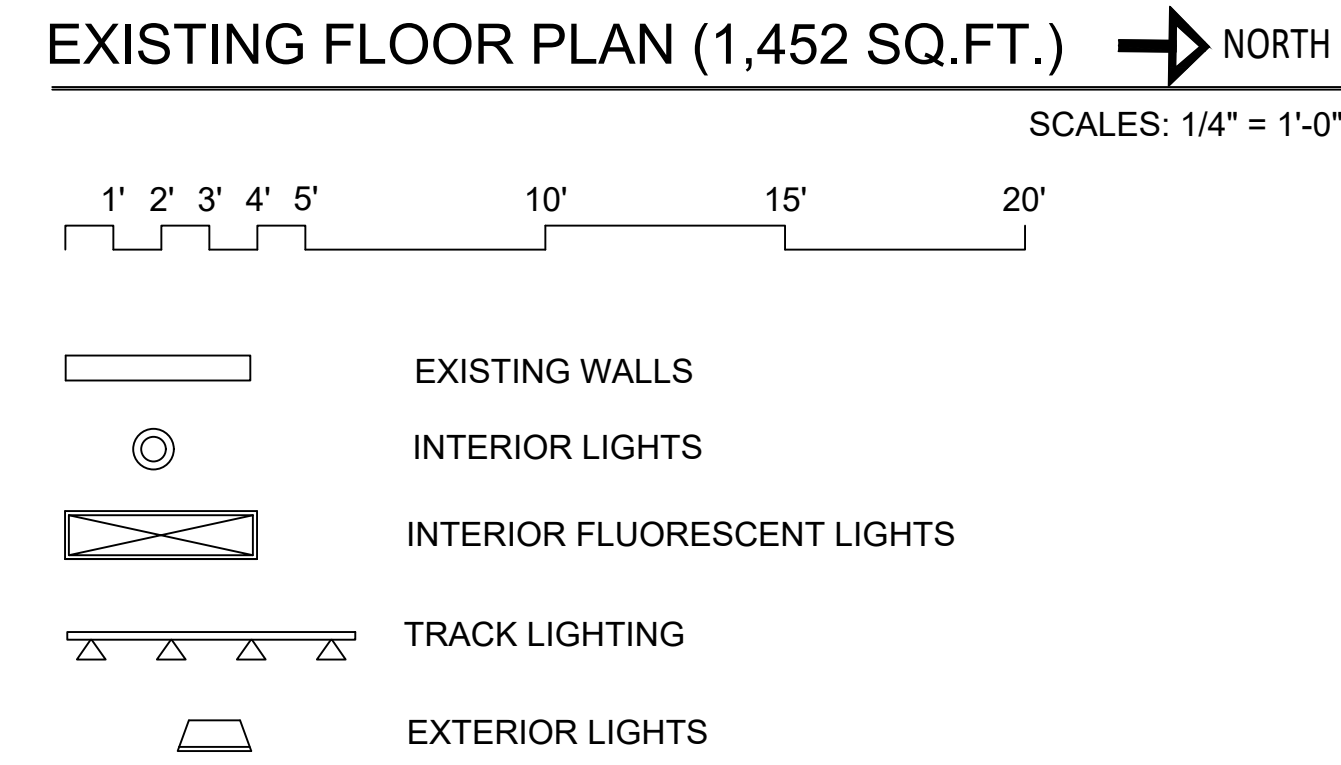 EXISTING FLOOR PLAN (1,452 SQ.FT.) NORTH
SCALES: 1/4" = 1'-0"
1' 2' 3' 4' 5' 10' 15' 20'
EXISTING WALLS
INTERIOR LIGHTS
INTERIOR FLUORESCENT LIGHTS
TRACK LIGHTING
EXTERIOR LIGHTS